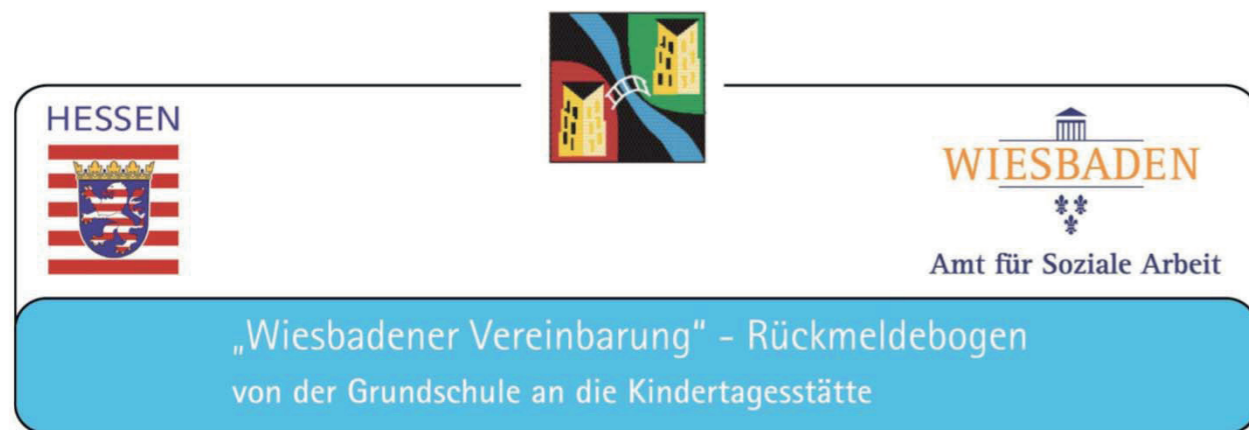 HESSEN
WIESBADEN
Amt für Soziale Arbeit
„Wiesbadener Vereinbarung“ - Rückmeldebogen
von der Grundschule an die Kindertagesstätte